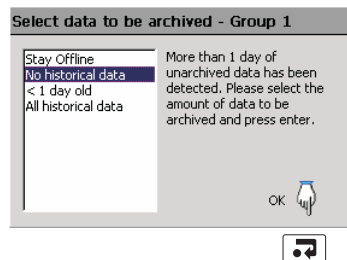 Select data to be archived - Group 1
Stay Offline
No historical data
< 1 day old
All historical data
More than 1 day of
unarchived data has been
detected. Please select the
amount of data to be
archived and press enter.
OK